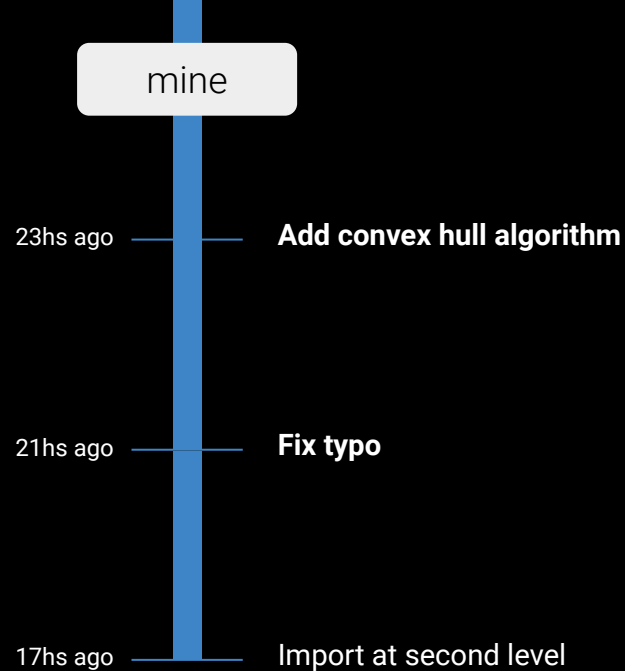 mine
23hs ago Add convex hull algorithm
21hs ago Fix typo
17hs ago Import at second level